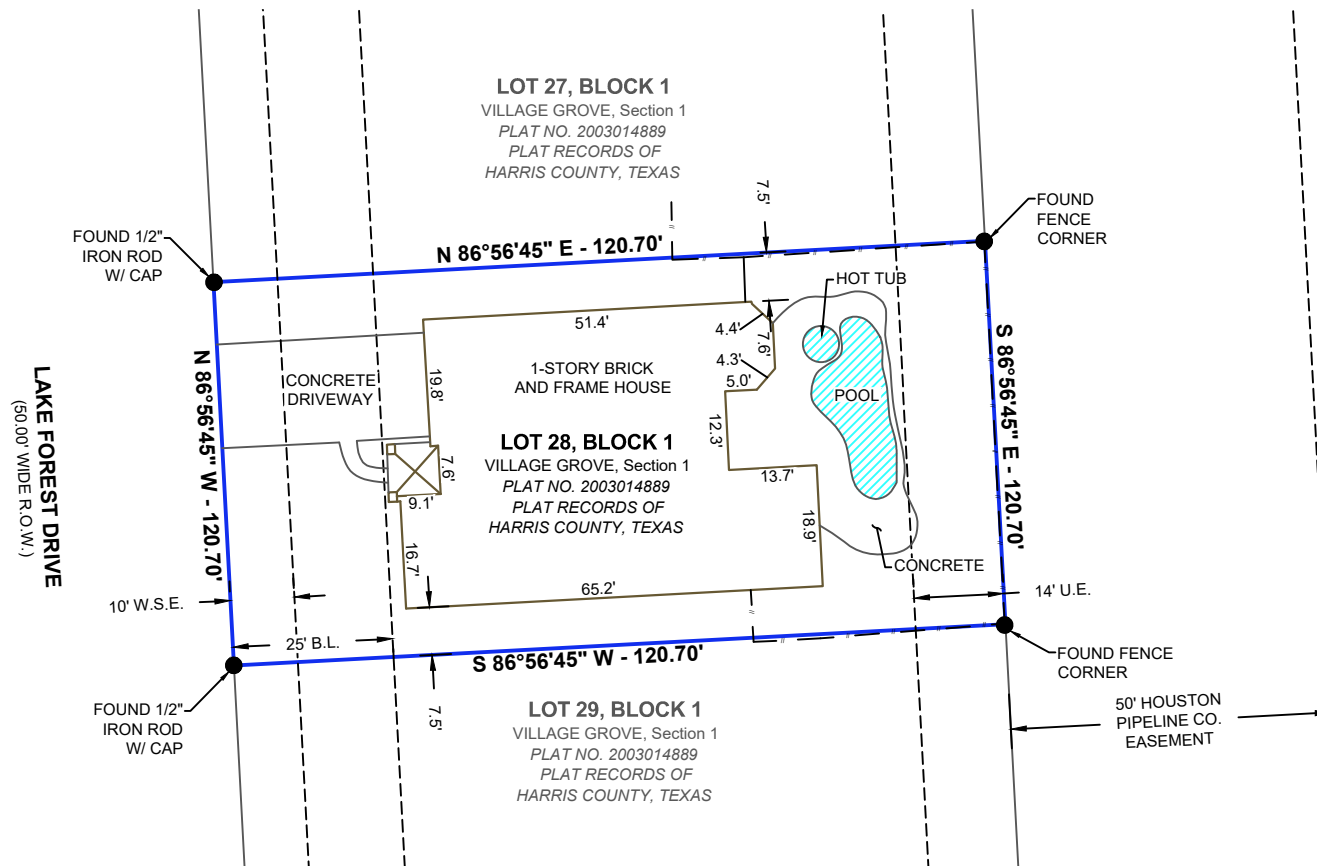 LOT 27, BLOCK 1
VILLAGE GROVE, Section 1
PLAT NO. 2003014889
PLAT RECORDS OF
HARRIS COUNTY, TEXAS
7.5'
FOUND
FENCE
CORNER
FOUND 1/2"
IRON ROD
W/ CAP
N 86°56'45" E - 120.70'
HOT TUB
51.4'
4.4'
7.6'
4.3'
5.0'
1-STORY BRICK
AND FRAME HOUSE
CONCRETE
DRIVEWAY
19.8'
POOL
12.3'
N 86°56'45" W - 120.70'
S 86°56'45" E - 120.70'
LAKE FOREST DRIVE
(50.00' WIDE R.O.W.)
LOT 28, BLOCK 1
VILLAGE GROVE, Section 1
PLAT NO. 2003014889
PLAT RECORDS OF
HARRIS COUNTY, TEXAS
7.6'
9.1'
13.7'
18.9'
16.7'
CONCRETE
65.2'
10' W.S.E.
14' U.E.
25' B.L.
S 86°56'45" W - 120.70'
FOUND FENCE
CORNER
FOUND 1/2"
IRON ROD
W/ CAP
7.5'
LOT 29, BLOCK 1
VILLAGE GROVE, Section 1
PLAT NO. 2003014889
PLAT RECORDS OF
HARRIS COUNTY, TEXAS
50' HOUSTON
PIPELINE CO.
EASEMENT